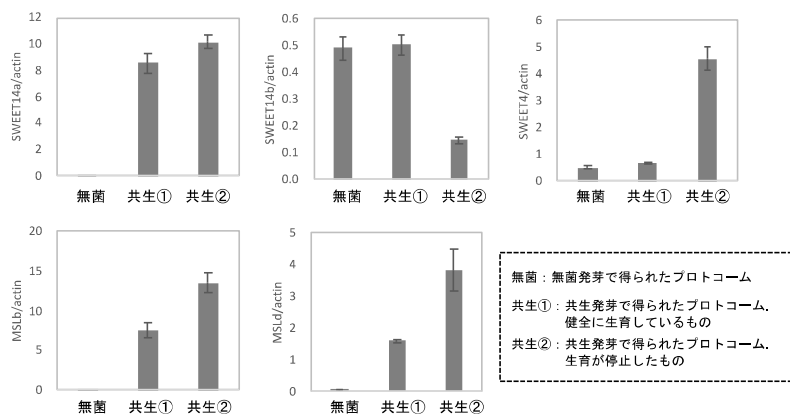 SWEET14a/actin
12
10
8
6
4
2
0
無菌 共生① 共生②
SWEET14b/actin
0.6
0.5
0.4
0.3
0.2
0.1
0.0
無菌 共生① 共生②
SWEET4/actin
6
5
4
3
2
1
0
無菌 共生① 共生②
MSLb/actin
20
15
10
5
0
無菌 共生① 共生②
MSLd/actin
5
4
3
2
1
0
無菌 共生① 共生②
無菌：無菌発芽で得られたプロトコーム
共生①：共生発芽で得られたプロトコーム．
健全に生育しているもの
共生②：共生発芽で得られたプロトコーム．
生育が停止したもの